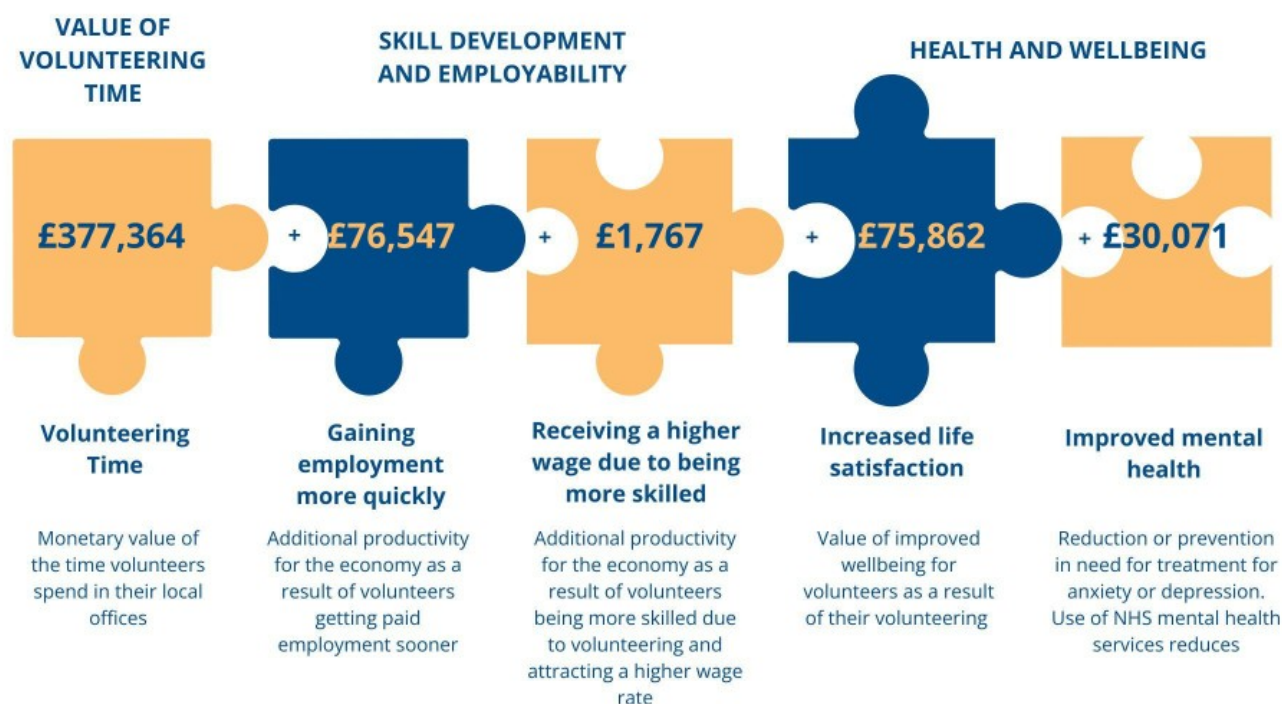 VALUE OF
VOLUNTEERING
TIME
SKILL DEVELOPMENT
AND EMPLOYABILITY
HEALTH AND WELLBEING
£377,364
+
£76,547
+
£1,767
+
£75,862
+
£30,071
Volunteering
Time
Monetary value of
the time volunteers
spend in their local
offices
Gaining
employment
more quickly
Additional productivity
for the economy as a
result of volunteers
getting paid
employment sooner
Receiving a higher
wage due to being
more skilled
Additional productivity
for the economy as a
result of volunteers
being more skilled due
to volunteering and
attracting a higher wage
rate
Increased life
satisfaction
Value of improved
wellbeing for
volunteers as a result
of their volunteering
Improved mental
health
Reduction or prevention
in need for treatment for
anxiety or depression.
Use of NHS mental health
services reduces